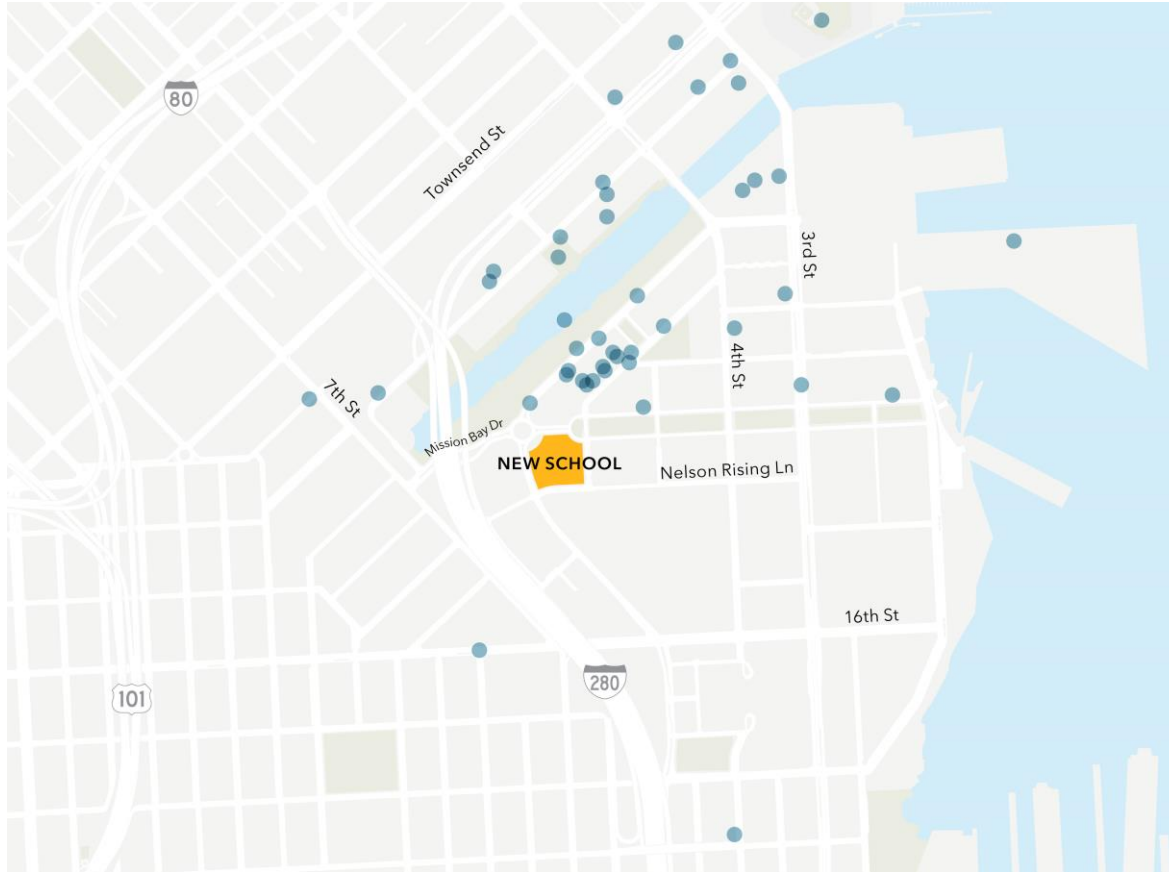 80
Townsend St
3rd St
4th St
7th St
Mission Bay Dr
NEW SCHOOL
Nelson Rising Ln
16th St
280
101